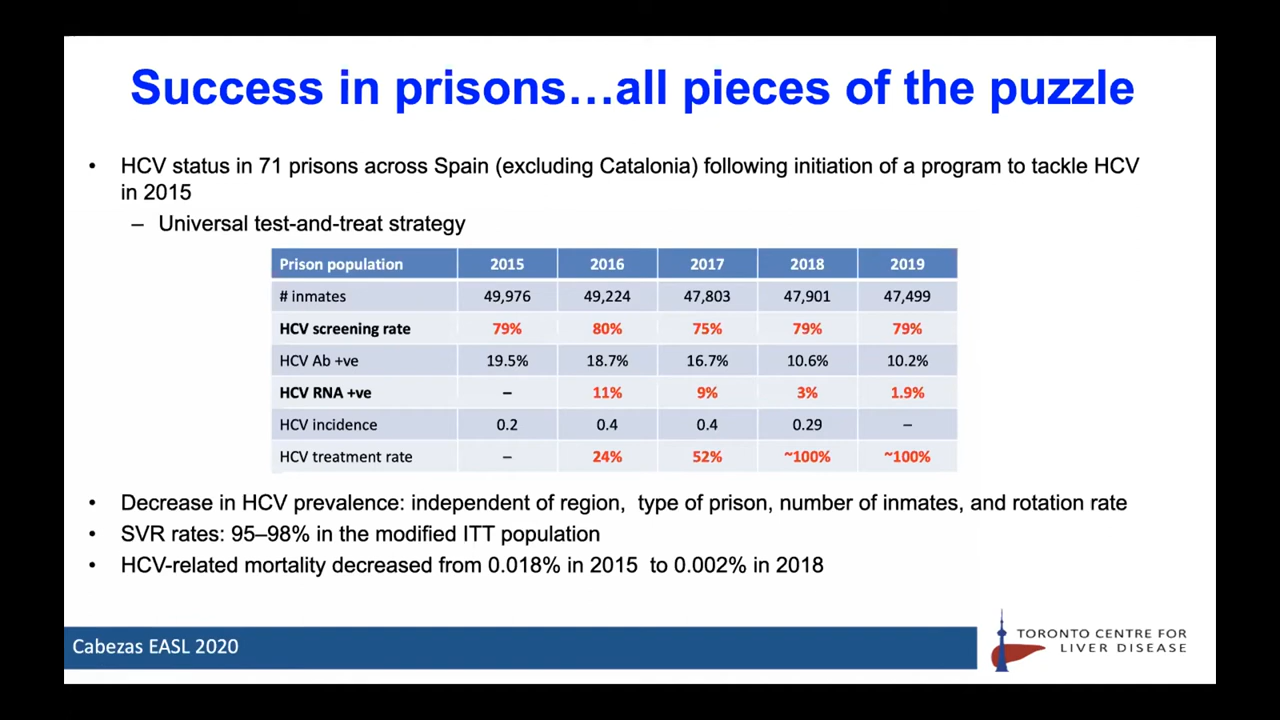 Success in prisons…all pieces of the puzzle
• HCV status in 71 prisons across Spain (excluding Catalonia) following initiation of a program to tackle HCV
in 2015
– Universal test-and-treat strategy
Prison population 2015 2016 2017 2018 2019
# inmates 49,976 49,224 47,803 47,901 47,499
HCV screening rate 79% 80% 75% 79% 79%
HCV Ab +ve 19.5% 18.7% 16.7% 10.6% 10.2%
HCV RNA +ve – 11% 9% 3% 1.9%
HCV incidence 0.2 0.4 0.4 0.29 –
HCV treatment rate – 24% 52% ~100% ~100%
• Decrease in HCV prevalence: independent of region, type of prison, number of inmates, and rotation rate
• SVR rates: 95–98% in the modified ITT population
• HCV-related mortality decreased from 0.018% in 2015 to 0.002% in 2018
Cabezas EASL 2020
TORONTO CENTRE FOR
LIVER DISEASE